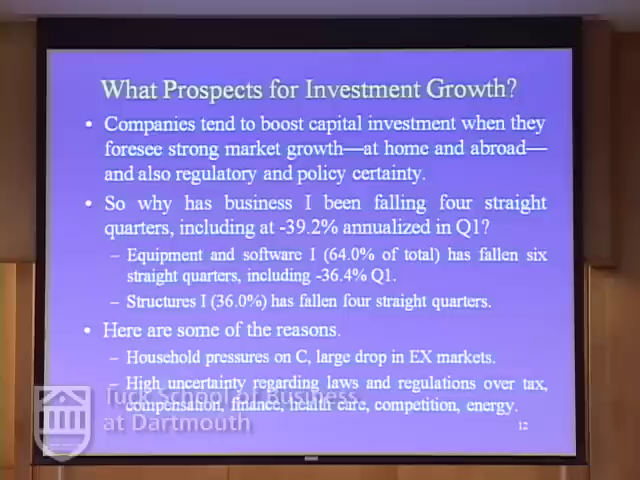 What Prospects for Investment Growth?
• Companies tend to boost capital investment when they
foresee strong market growth—at home and abroad—
and also regulatory and policy certainty.
• So why has business I been falling four straight
quarters, including at -39.2% annualized in Q1?
– Equipment and software I (64.0% of total) has fallen six
straight quarters, including -36.4% Q1.
– Structures I (36.0%) has fallen four straight quarters.
• Here are some of the reasons.
– Household pressures on C, large drop in EX markets.
– High uncertainty regarding laws and regulations over tax,
compensation, finance, health care, competition, energy.
12
Tuck School of Business
at Dartmouth